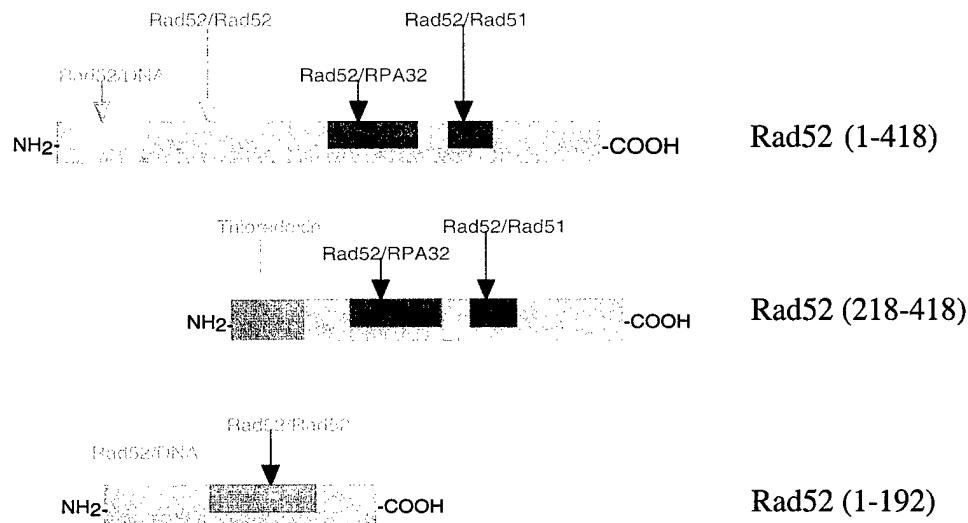 Rad52/Rad52
Rad52/Rad51
Rad52/DNA
Rad52/RPA32
NH2-
-COOH
Rad52 (1-418)
Thioredoxin
Rad52/Rad51
Rad52/RPA32
NH2-
-COOH
Rad52 (218-418)
Rad52/Rad52
Rad52/DNA
NH2-
-COOH
Rad52 (1-192)